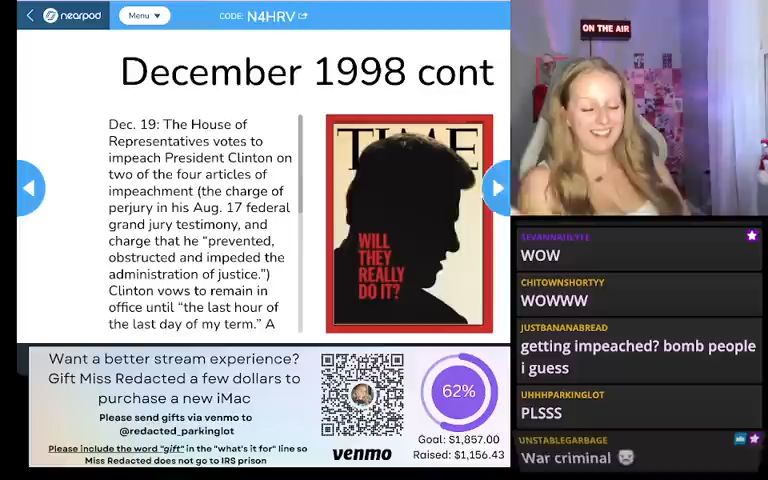 nearpod
Menu
CODE: N4HRV
December 1998 cont
Dec. 19: The House of
Representatives votes to
impeach President Clinton on
two of the four articles of
impeachment (the charge of
perjury in his Aug. 17 federal
grand jury testimony, and
charge that he “prevented,
obstructed and impeded the
administration of justice.”)
Clinton vows to remain in
office until “the last hour of
the last day of my term.” A
TIME
WILL
THEY
REALLY
DO IT?
ON THE AIR
WOW
CHITOWNSHORTYY
WOWWW
JUSTBANANABREAD
getting impeached? bomb people
i guess
UHHHPARKINGLOT
PLSSS
UNSTABLEGARBAGE
War criminal
Want a better stream experience?
Gift Miss Redacted a few dollars to
purchase a new iMac
Please send gifts via venmo to
@redacted_parkinglot
Please include the word "gift" in the "what's it for" line so
Miss Redacted does not go to IRS prison
venmo
62%
Goal: $1,857.00
Raised: $1,156.43